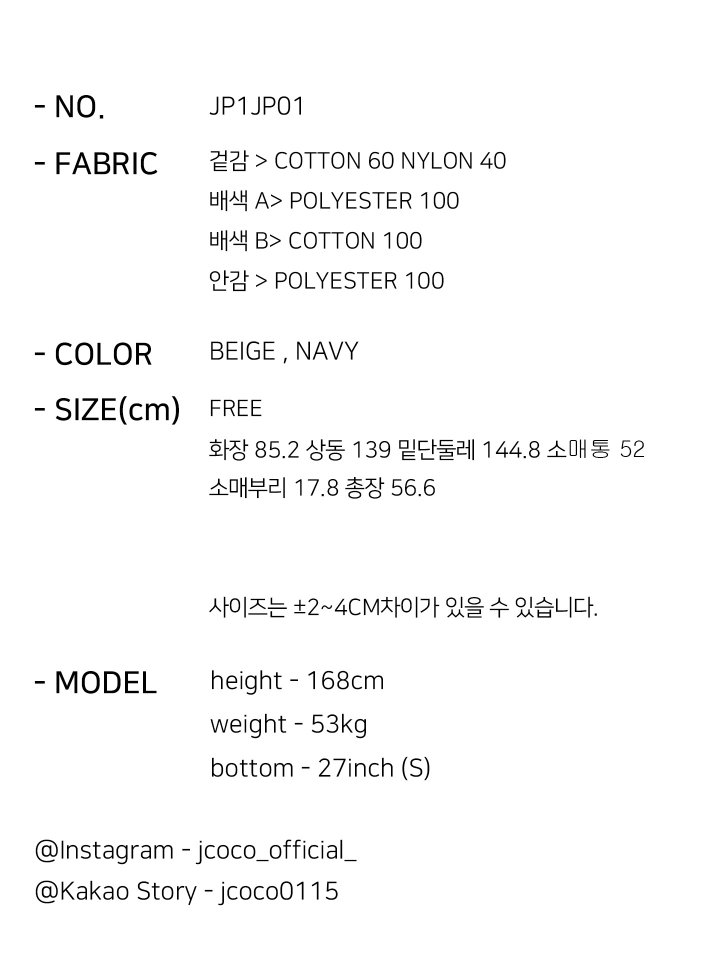 - NO. JP1JP01
- FABRIC 겉감 > COTTON 60 NYLON 40
배색 A> POLYESTER 100
배색 B> COTTON 100
안감 > POLYESTER 100
- COLOR BEIGE , NAVY
- SIZE(cm) FREE
화장 85.2 상동 139 밑단둘레 144.8 소매통 52
소매부리 17.8 총장 56.6
사이즈는 ±2~4CM차이가 있을 수 있습니다.
- MODEL height - 168cm
weight - 53kg
bottom - 27inch (S)
@Instagram - jcoco_official_
@Kakao Story - jcoco0115